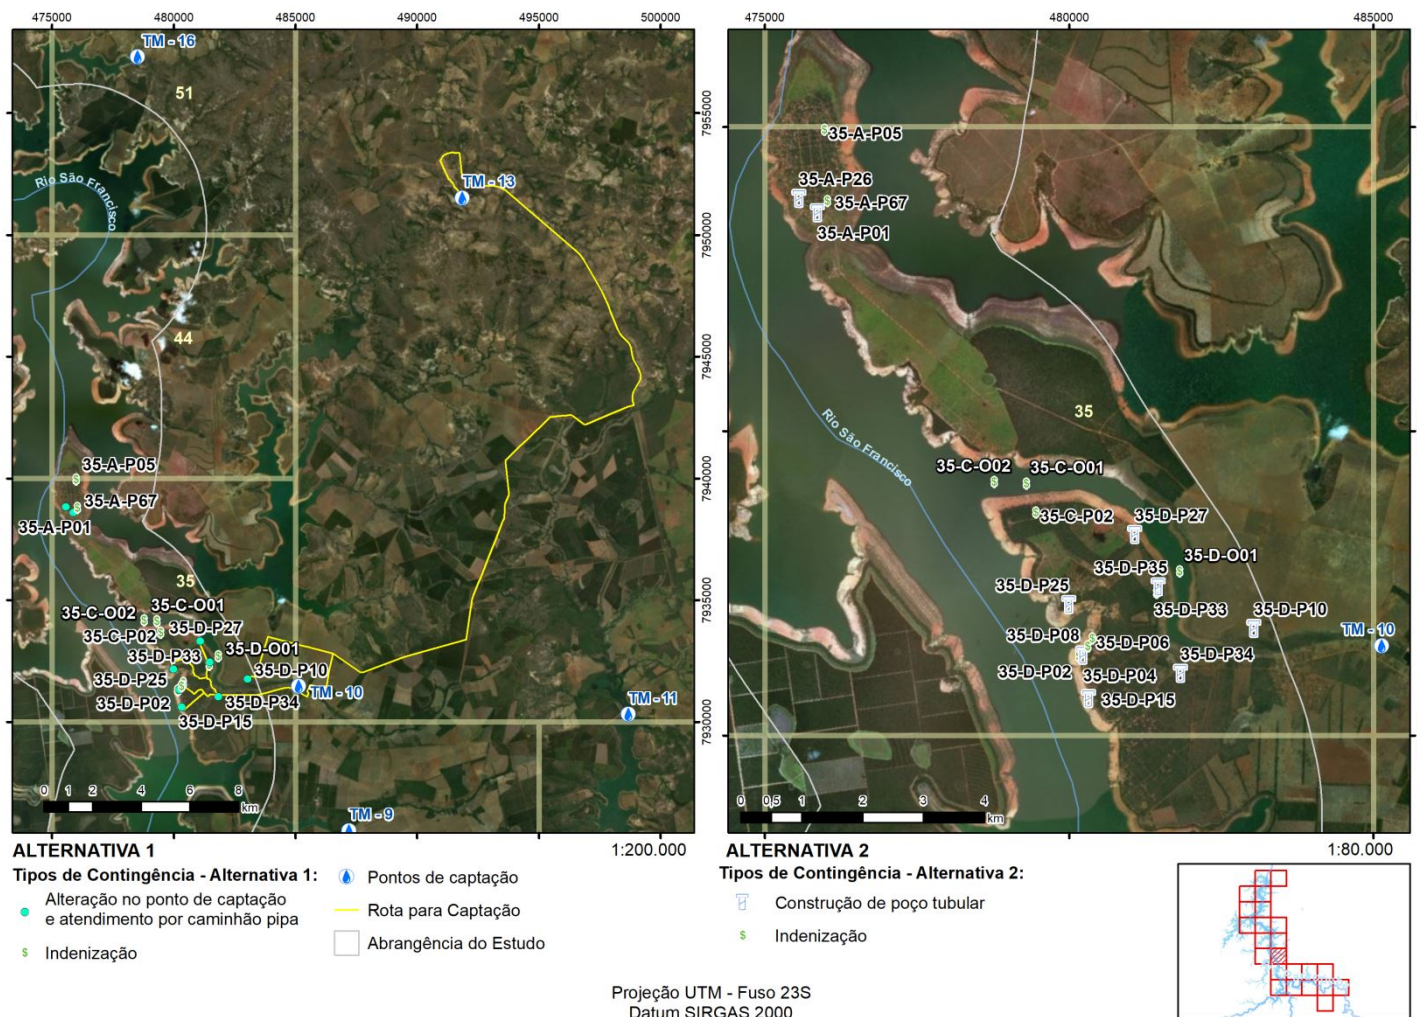 475000 480000 485000 490000 495000 500000
TM - 16
51
7955000
Rio São Francisco
TM - 13
7950000
44
7945000
35-A-P05
7940000
35-A-P67
35-A-P01
35
7935000
35-C-O02
35-C-O01
35-C-P02
35-D-P27
35-D-P33
35-D-O01
35-D-P25
35-D-P10
TM - 10
35-D-P02
35-D-P34
TM - 11
35-D-P15
7930000
0 1 2 4 6 8
km
TM - 9
475000 480000 485000
35-A-P05
35-A-P26
35-A-P67
35-A-P01
35
Rio São Francisco
35-C-O02
35-C-O01
35-C-P02
35-D-P27
35-D-O01
35-D-P35
35-D-P25
35-D-P33
35-D-P10
35-D-P08
35-D-P06
TM - 10
35-D-P34
35-D-P02
35-D-P04
35-D-P15
0 0,5 1 2 3 4
km
ALTERNATIVA 1
1:200.000
Tipos de Contingência - Alternativa 1:
Alteração no ponto de captação
e atendimento por caminhão pipa
Indenização
Pontos de captação
Rota para Captação
Abrangência do Estudo
ALTERNATIVA 2
1:80.000
Tipos de Contingência - Alternativa 2:
Construção de poço tubular
Indenização
Projeção UTM - Fuso 23S
Datum SIRGAS 2000